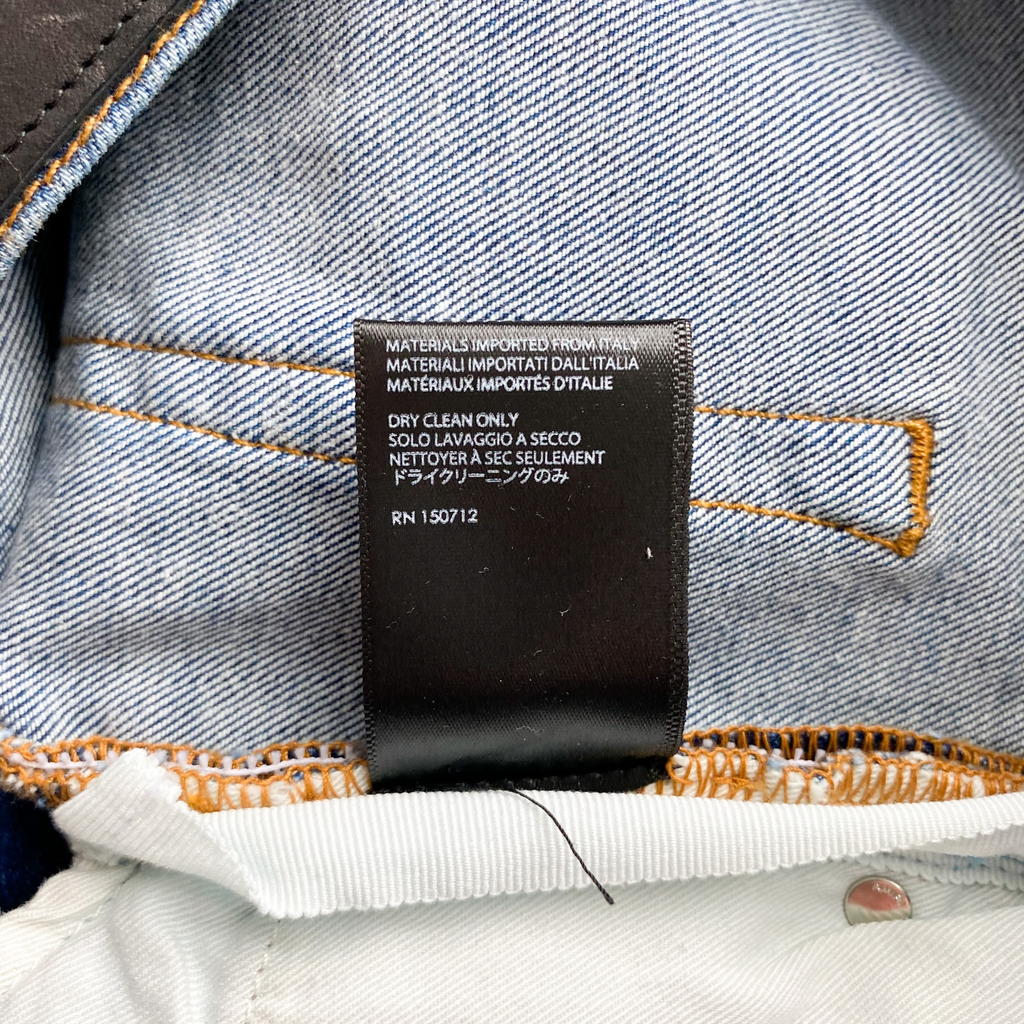 MATERIALS IMPORTED FROM ITALY
MATERIALI IMPORTATI DALL'ITALIA
MATÉRIAUX IMPORTÉS D'ITALIE
DRY CLEAN ONLY
SOLO LAVAGGIO A SECCO
NETTOYER À SEC SEULEMENT
ドライクリーニングのみ
RN 150712